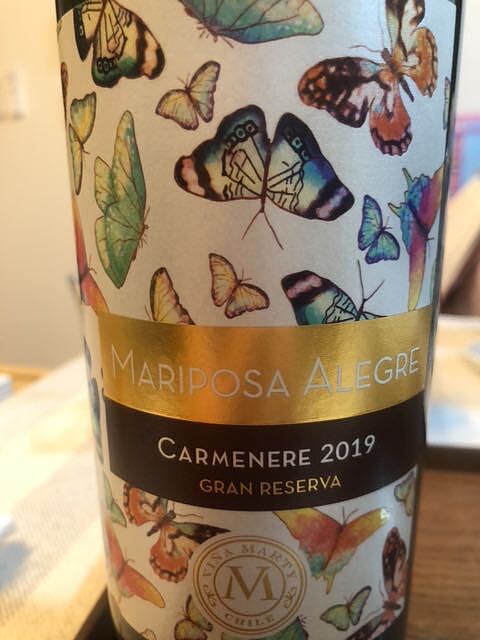 MARIPOSA ALEGRE
CARMENERE 2019
GRAN RESERVA
VIÑA MARTY
M
CHILE